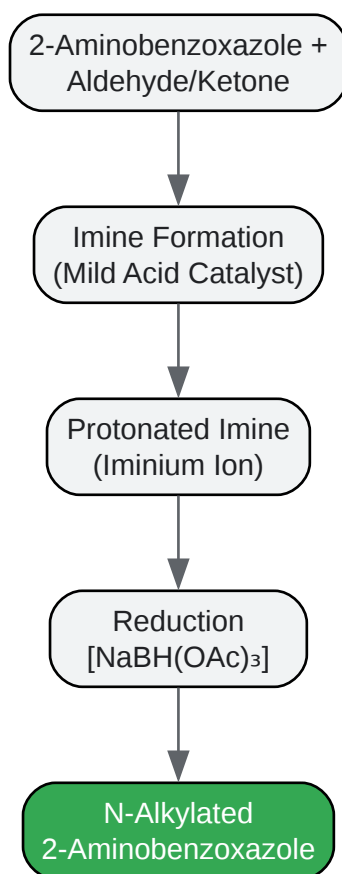 2-Aminobenzoxazole +
Aldehyde/Ketone
Imine Formation
(Mild Acid Catalyst)
Protonated Imine
(Iminium Ion)
Reduction
[NaBH(OAc)₃]
N-Alkylated
2-Aminobenzoxazole